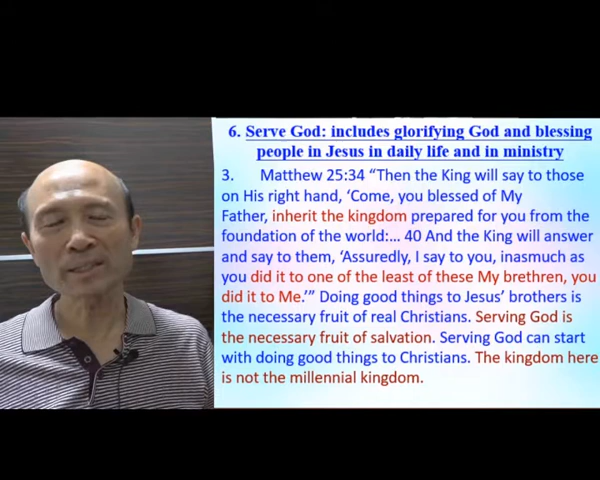 6. Serve God: includes glorifying God and blessing
people in Jesus in daily life and in ministry
3. Matthew 25:34 “Then the King will say to those
on His right hand, ‘Come, you blessed of My
Father, inherit the kingdom prepared for you from the
foundation of the world:... 40 And the King will answer
and say to them, ‘Assuredly, I say to you, inasmuch as
you did it to one of the least of these My brethren, you
did it to Me.’” Doing good things to Jesus’ brothers is
the necessary fruit of real Christians. Serving God is
the necessary fruit of salvation. Serving God can start
with doing good things to Christians. The kingdom here
is not the millennial kingdom.